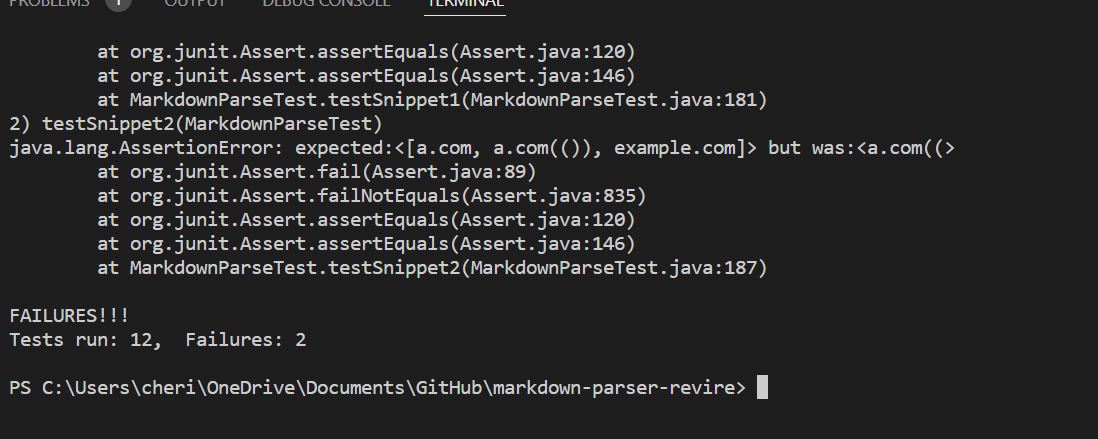 PROBLEMS 1 OUTPUT DEBUG CONSOLE TERMINAL
at org.junit.Assert.assertEquals(Assert.java:120)
at org.junit.Assert.assertEquals(Assert.java:146)
at MarkdownParseTest.testSnippet1(MarkdownParseTest.java:181)
2) testSnippet2(MarkdownParseTest)
java.lang.AssertionError: expected:<[a.com, a.com(()), example.com]> but was:<a.com((>
at org.junit.Assert.fail(Assert.java:89)
at org.junit.Assert.failNotEquals(Assert.java:835)
at org.junit.Assert.assertEquals(Assert.java:120)
at org.junit.Assert.assertEquals(Assert.java:146)
at MarkdownParseTest.testSnippet2(MarkdownParseTest.java:187)
FAILURES!!!
Tests run: 12,  Failures: 2
PS C:\Users\cheri\OneDrive\Documents\GitHub\markdown-parser-revire>